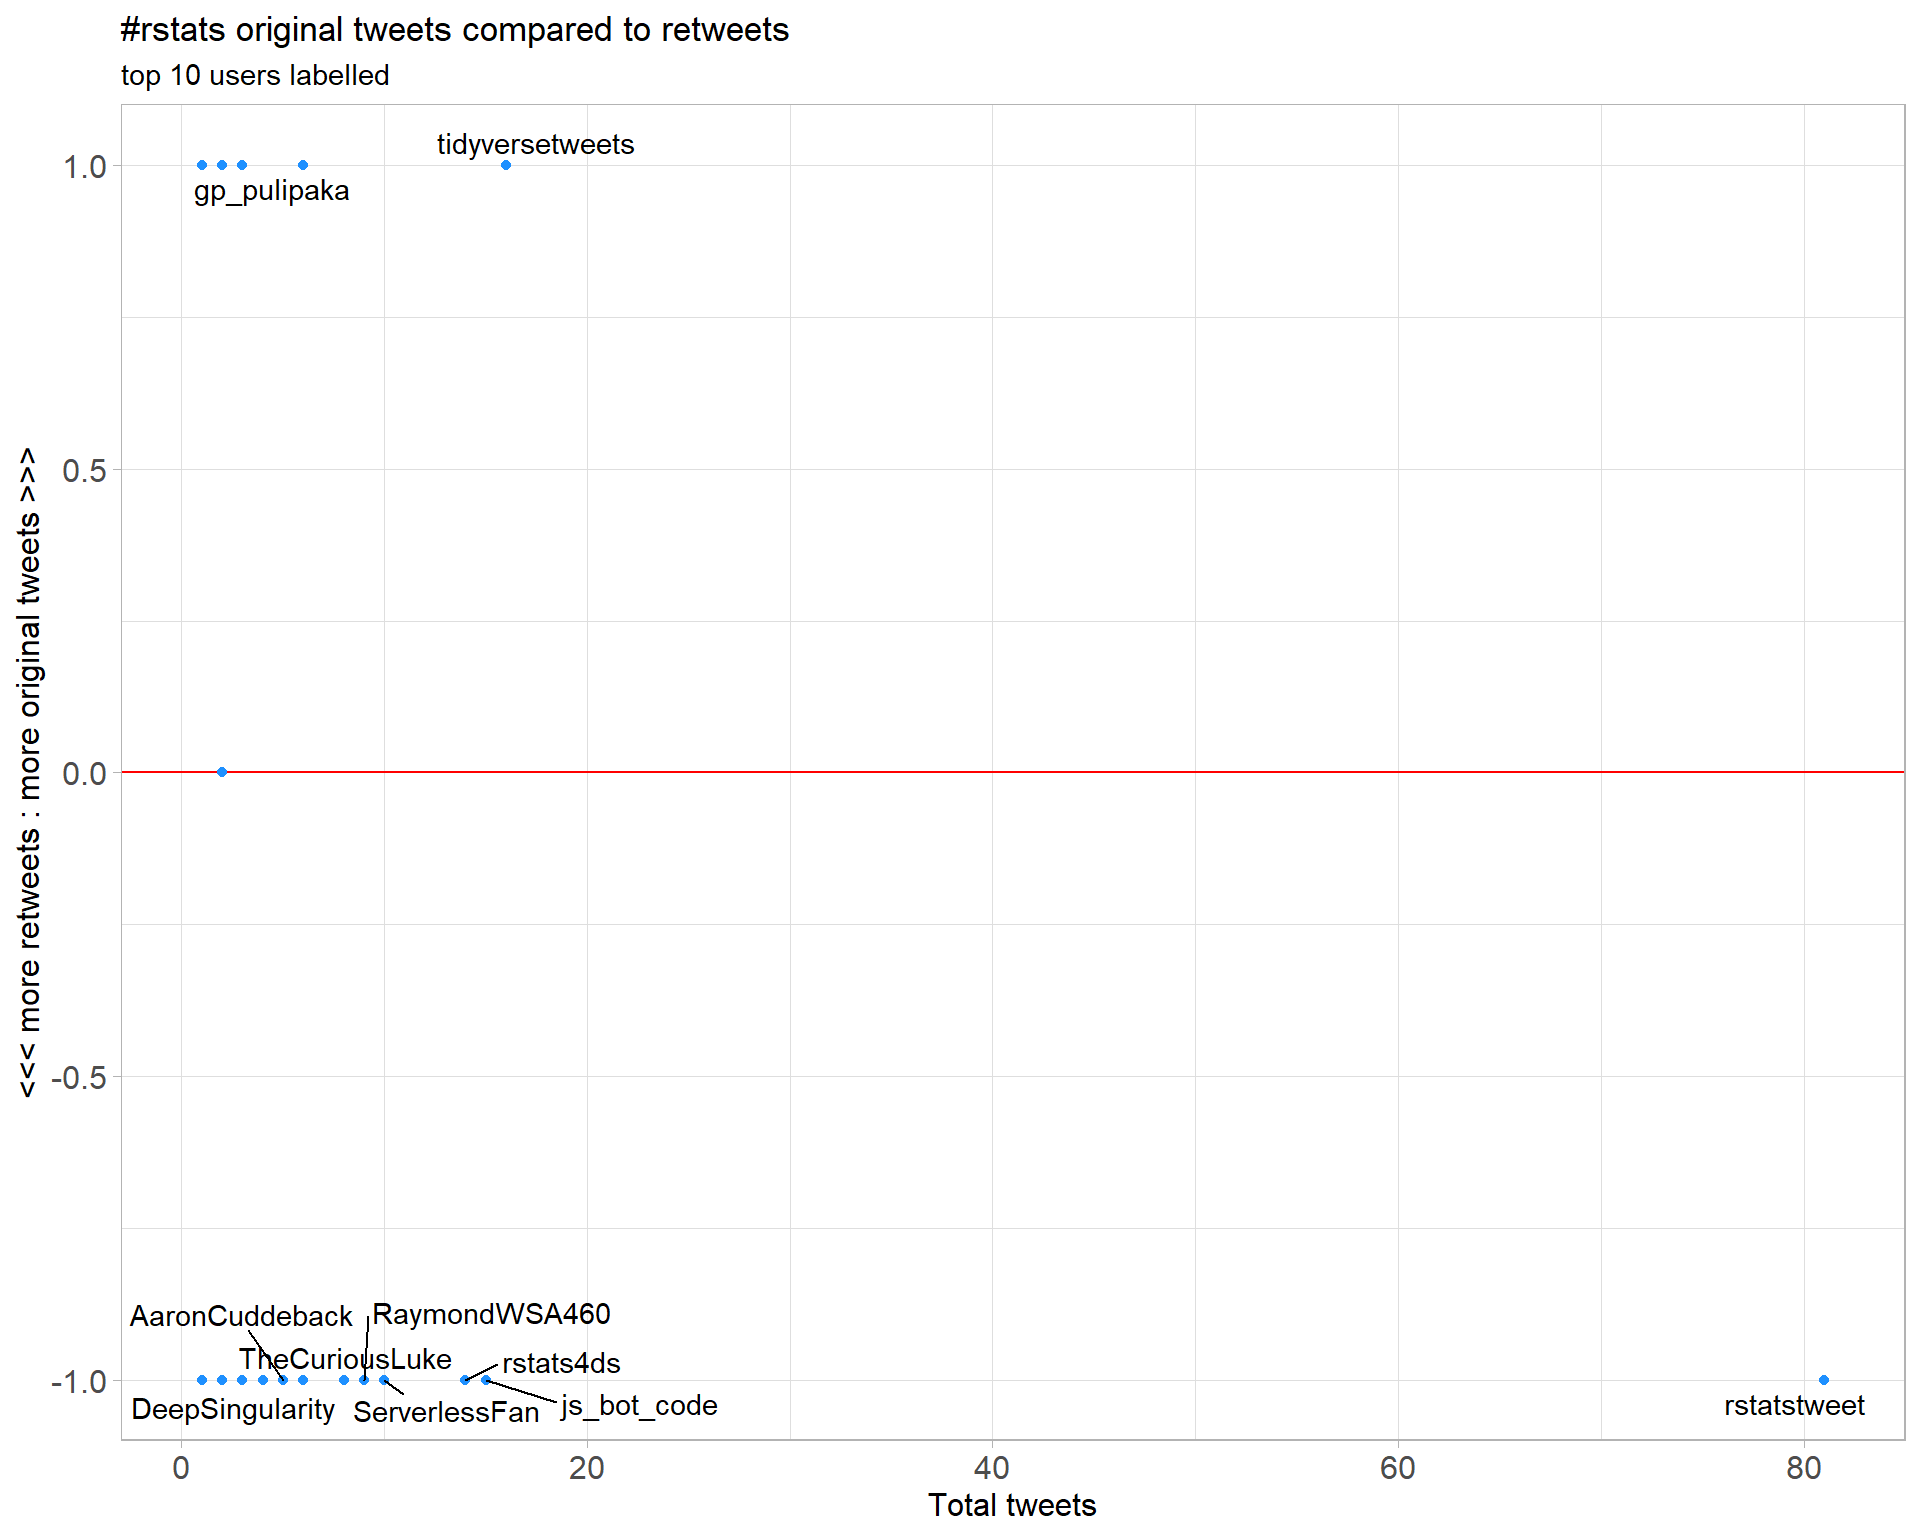 #rstats original tweets compared to retweets
top 10 users labelled
<<< more retweets : more original tweets >>>
1.0
0.5
0.0
-0.5
-1.0
tidyversetweets
gp_pulipaka
AaronCuddeback
RaymondWSA460
TheCuriousLuke
rstats4ds
DeepSingularity
ServerlessFan
js_bot_code
rstatstweet
0
20
40
60
80
Total tweets